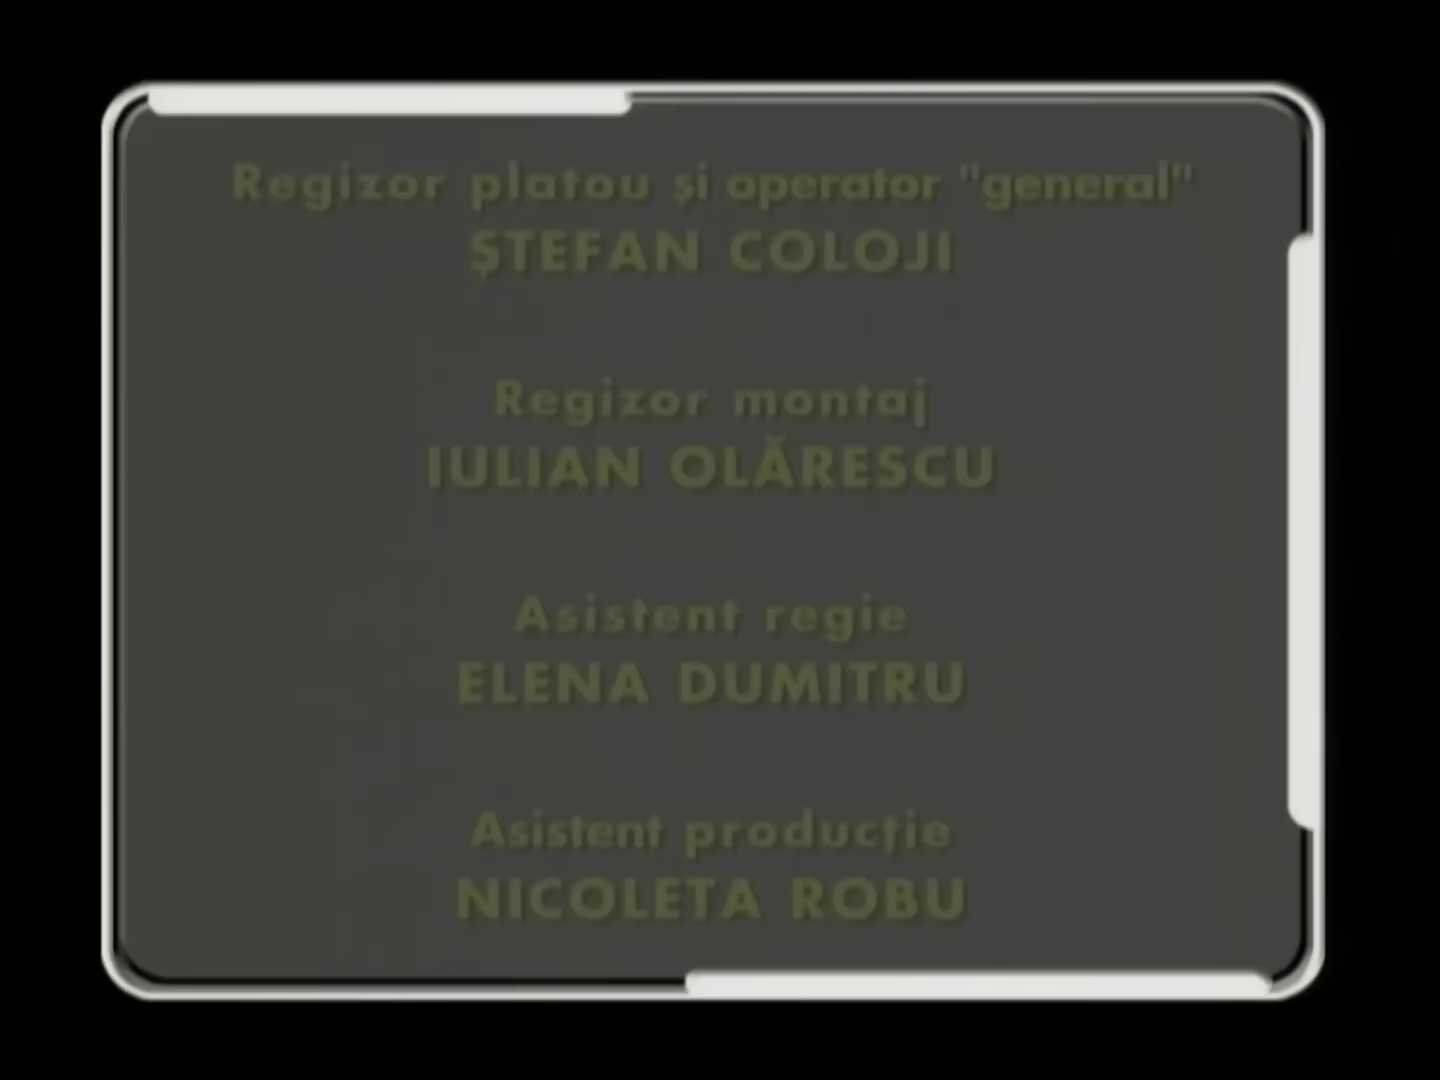 Regizor platou și operator "general"
ȘTEFAN COLOJI
Regizor montaj
IULIAN OLĂRESCU
Asistent regie
ELENA DUMITRU
Asistent producție
NICOLETA ROBU